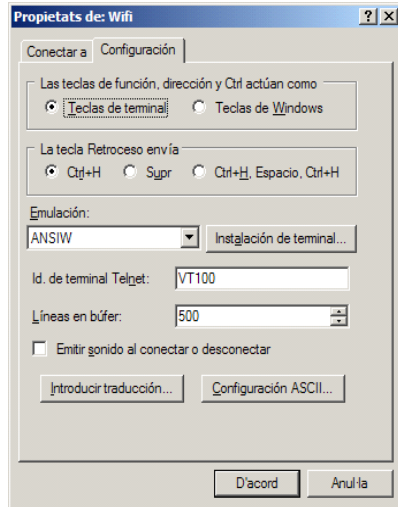 Propietats de: Wifi
Conectar a Configuración
Las teclas de función, dirección y Ctrl actúan como
Teclas de terminal Teclas de Windows
La tecla Retroceso envía
Ctrl+H Supr Ctrl+H, Espacio, Ctrl+H
Emulación:
ANSIW Instalación de terminal...
Id. de terminal Telnet: VT100
Líneas en búfer: 500
Emitir sonido al conectar o desconectar
Introducir traducción... Configuración ASCII...
D'acord Anul·la